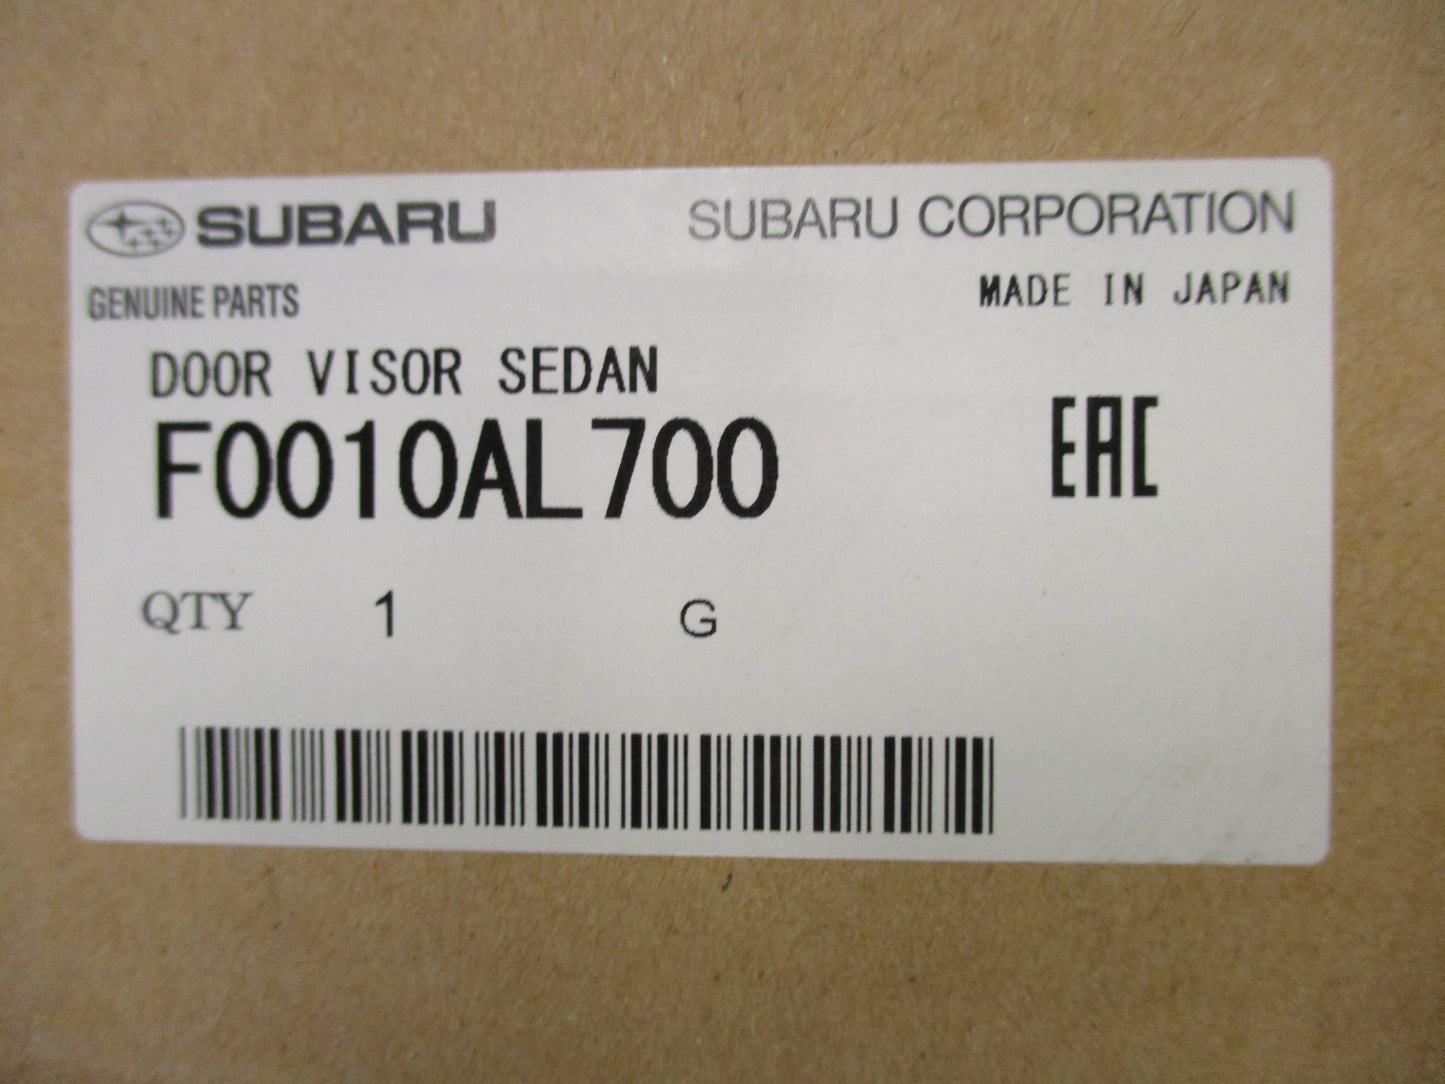 SUBARU
SUBARU CORPORATION
GENUINE PARTS
MADE IN JAPAN
DOOR VISOR SEDAN
F0010AL700
EAC
QTY 1 G